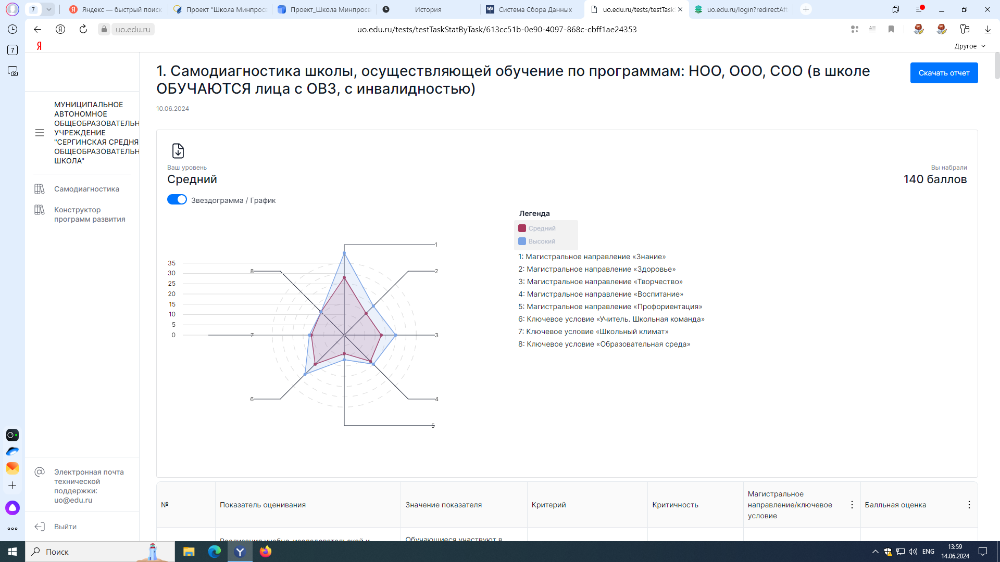 7
Яндекс — быстрый поиск
Проект "Школа Минпросв
Проект_Школа Минпросв
История
Система Сбора Данных
uo.edu.ru/tests/testTask
uo.edu.ru/login?redirectAft
uo.edu.ru
uo.edu.ru/tests/testTaskStatByTask/613cc51b-0e90-4097-868c-cbff1ae24353
7
Я
Другое
МУНИЦИПАЛЬНОЕ
АВТОНОМНОЕ
ОБЩЕОБРАЗОВАТЕЛЬН
УЧРЕЖДЕНИЕ
"СЕРГИНСКАЯ СРЕДНЯ
ОБЩЕОБРАЗОВАТЕЛЬН
ШКОЛА"
Самодиагностика
Конструктор
программ развития
Электронная почта
технической
поддержки:
uo@edu.ru
Выйти
1. Самодиагностика школы, осуществляющей обучение по программам: НОО, ООО, СОО (в школе
ОБУЧАЮТСЯ лица с ОВЗ, с инвалидностью)
10.06.2024
Скачать отчет
Ваш уровень
Средний
Вы набрали
140 баллов
Звездограмма / График
35
30
25
20
15
10
5
0
1
2
3
4
5
6
7
8
Легенда
Средний
Высокий
1: Магистральное направление «Знание»
2: Магистральное направление «Здоровье»
3: Магистральное направление «Творчество»
4: Магистральное направление «Воспитание»
5: Магистральное направление «Профориентация»
6: Ключевое условие «Учитель. Школьная команда»
7: Ключевое условие «Школьный климат»
8: Ключевое условие «Образовательная среда»
№
Показатель оценивания
Значение показателя
Критерий
Критичность
Магистральное
направление/ключевое
условие
Балльная оценка
Реализация учебно-исследовательской и
Обучающиеся участвуют в
Поиск
ENG
13:59
14.06.2024